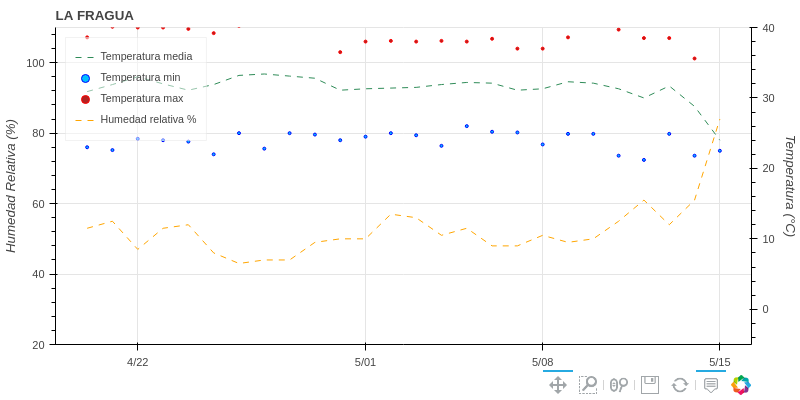 LA FRAGUA
Temperatura media
Temperatura min
Temperatura max
Humedad relativa %
Humedad Relativa (%)
100
80
60
40
20
40
30
20
10
0
Temperatura (°C)
4/22
5/01
5/08
5/15